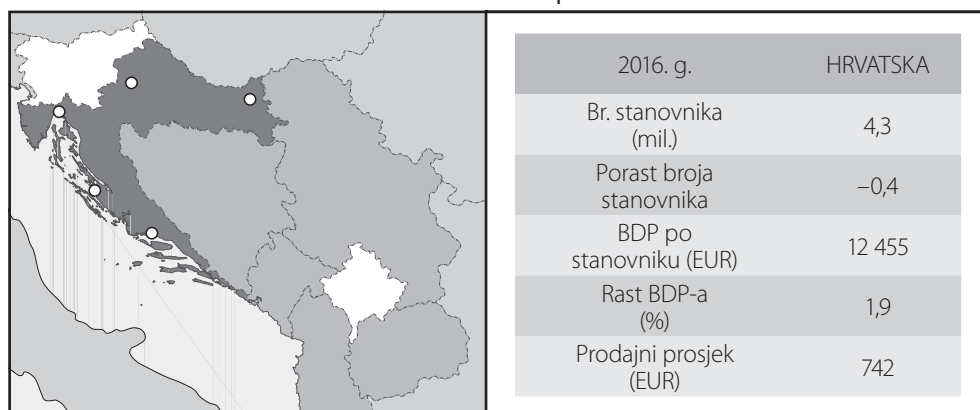 2016. g. HRVATSKA
Br. stanovnika
(mil.) 4,3
Porast broja
stanovnika −0,4
BDP po
stanovniku (EUR) 12 455
Rast BDP-a
(%) 1,9
Prodajni prosjek
(EUR) 742